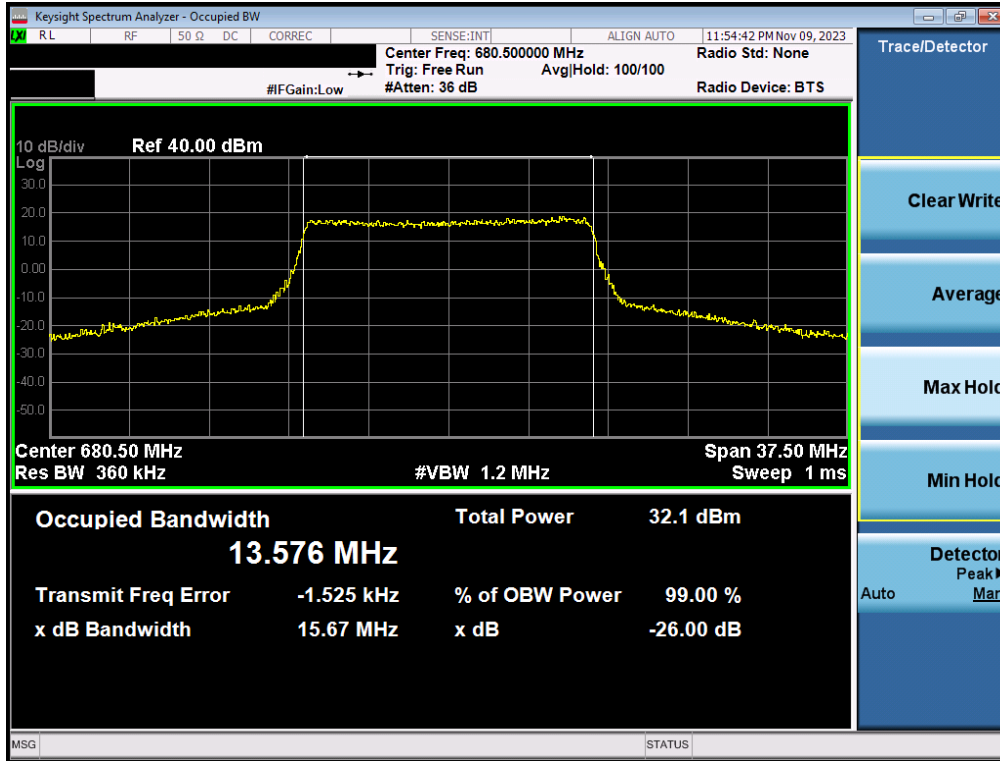 Keysight Spectrum Analyzer - Occupied BW
LXI RL RF 50 Ω DC CORREC SENSE:INT ALIGN AUTO 11:54:42 PM Nov 09, 2023
Center Freq: 680.500000 MHz Radio Std: None
Trig: Free Run Avg|Hold: 100/100
#IFGain:Low #Atten: 36 dB Radio Device: BTS
10 dB/div Ref 40.00 dBm
Log
30.0
20.0
10.0
0.00
-10.0
-20.0
-30.0
-40.0
-50.0
Center 680.50 MHz Span 37.50 MHz
Res BW 360 kHz #VBW 1.2 MHz Sweep 1 ms
Occupied Bandwidth Total Power 32.1 dBm
13.576 MHz
Transmit Freq Error -1.525 kHz % of OBW Power 99.00 %
x dB Bandwidth 15.67 MHz x dB -26.00 dB
MSG STATUS
Trace/Detector
Clear Write
Average
Max Hold
Min Hold
Detector
Peak
Auto Man